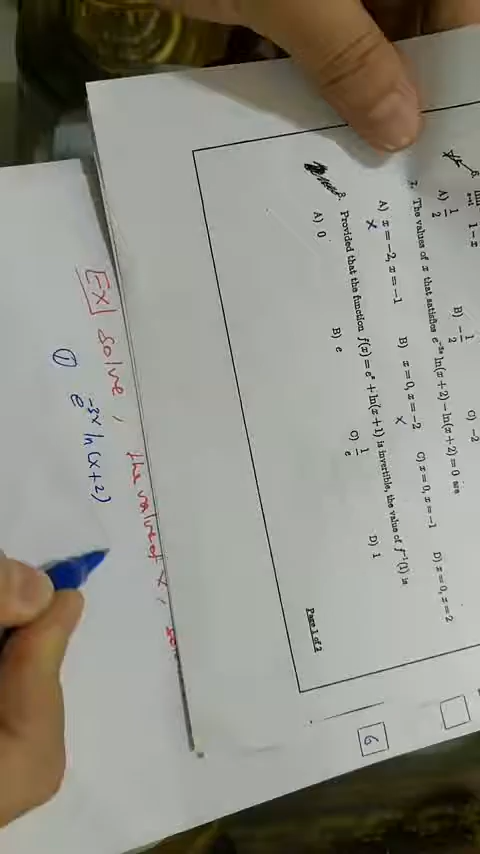 1 - x
A) 1/2 B) -1/2 C) -2
7. The values of x that satisfies e^{-3x} ln(x + 2) - ln(x + 2) = 0 are
A) x = -2, x = -1 B) x = 0, x = -2 C) x = 0, x = -1 D) x = 0, x = 2
x x
8. Provided that the function f(x) = e^x + ln(x + 1) is invertible, the value of f^{-1}(1) is
A) 0 B) e C) 1/e D) 1
Page 1 of 2
6
EX solve, the value of x,
① e^{-3x} ln(x+2)